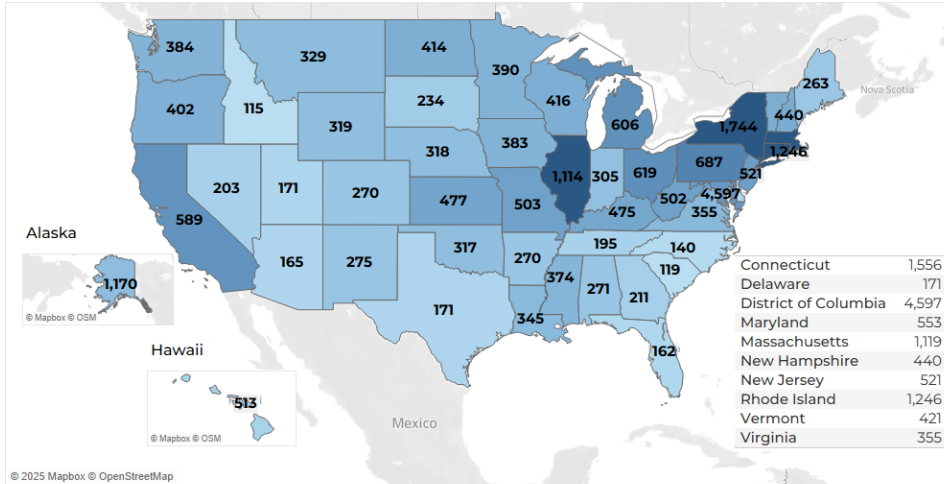 384
329
414
390
263
Nova Scotia
402
115
234
416
606
440
1,744
1,246
319
383
318
1,114
305
619
687
521
203
171
270
477
503
475
502
4,597
355
589
Alaska
1,170
© Mapbox © OSM
165
275
317
270
195
140
119
171
374
271
211
345
162
Hawaii
513
© Mapbox © OSM
Mexico
Connecticut 1,556
Delaware 171
District of Columbia 4,597
Maryland 553
Massachusetts 1,119
New Hampshire 440
New Jersey 521
Rhode Island 1,246
Vermont 421
Virginia 355
© 2025 Mapbox © OpenStreetMap